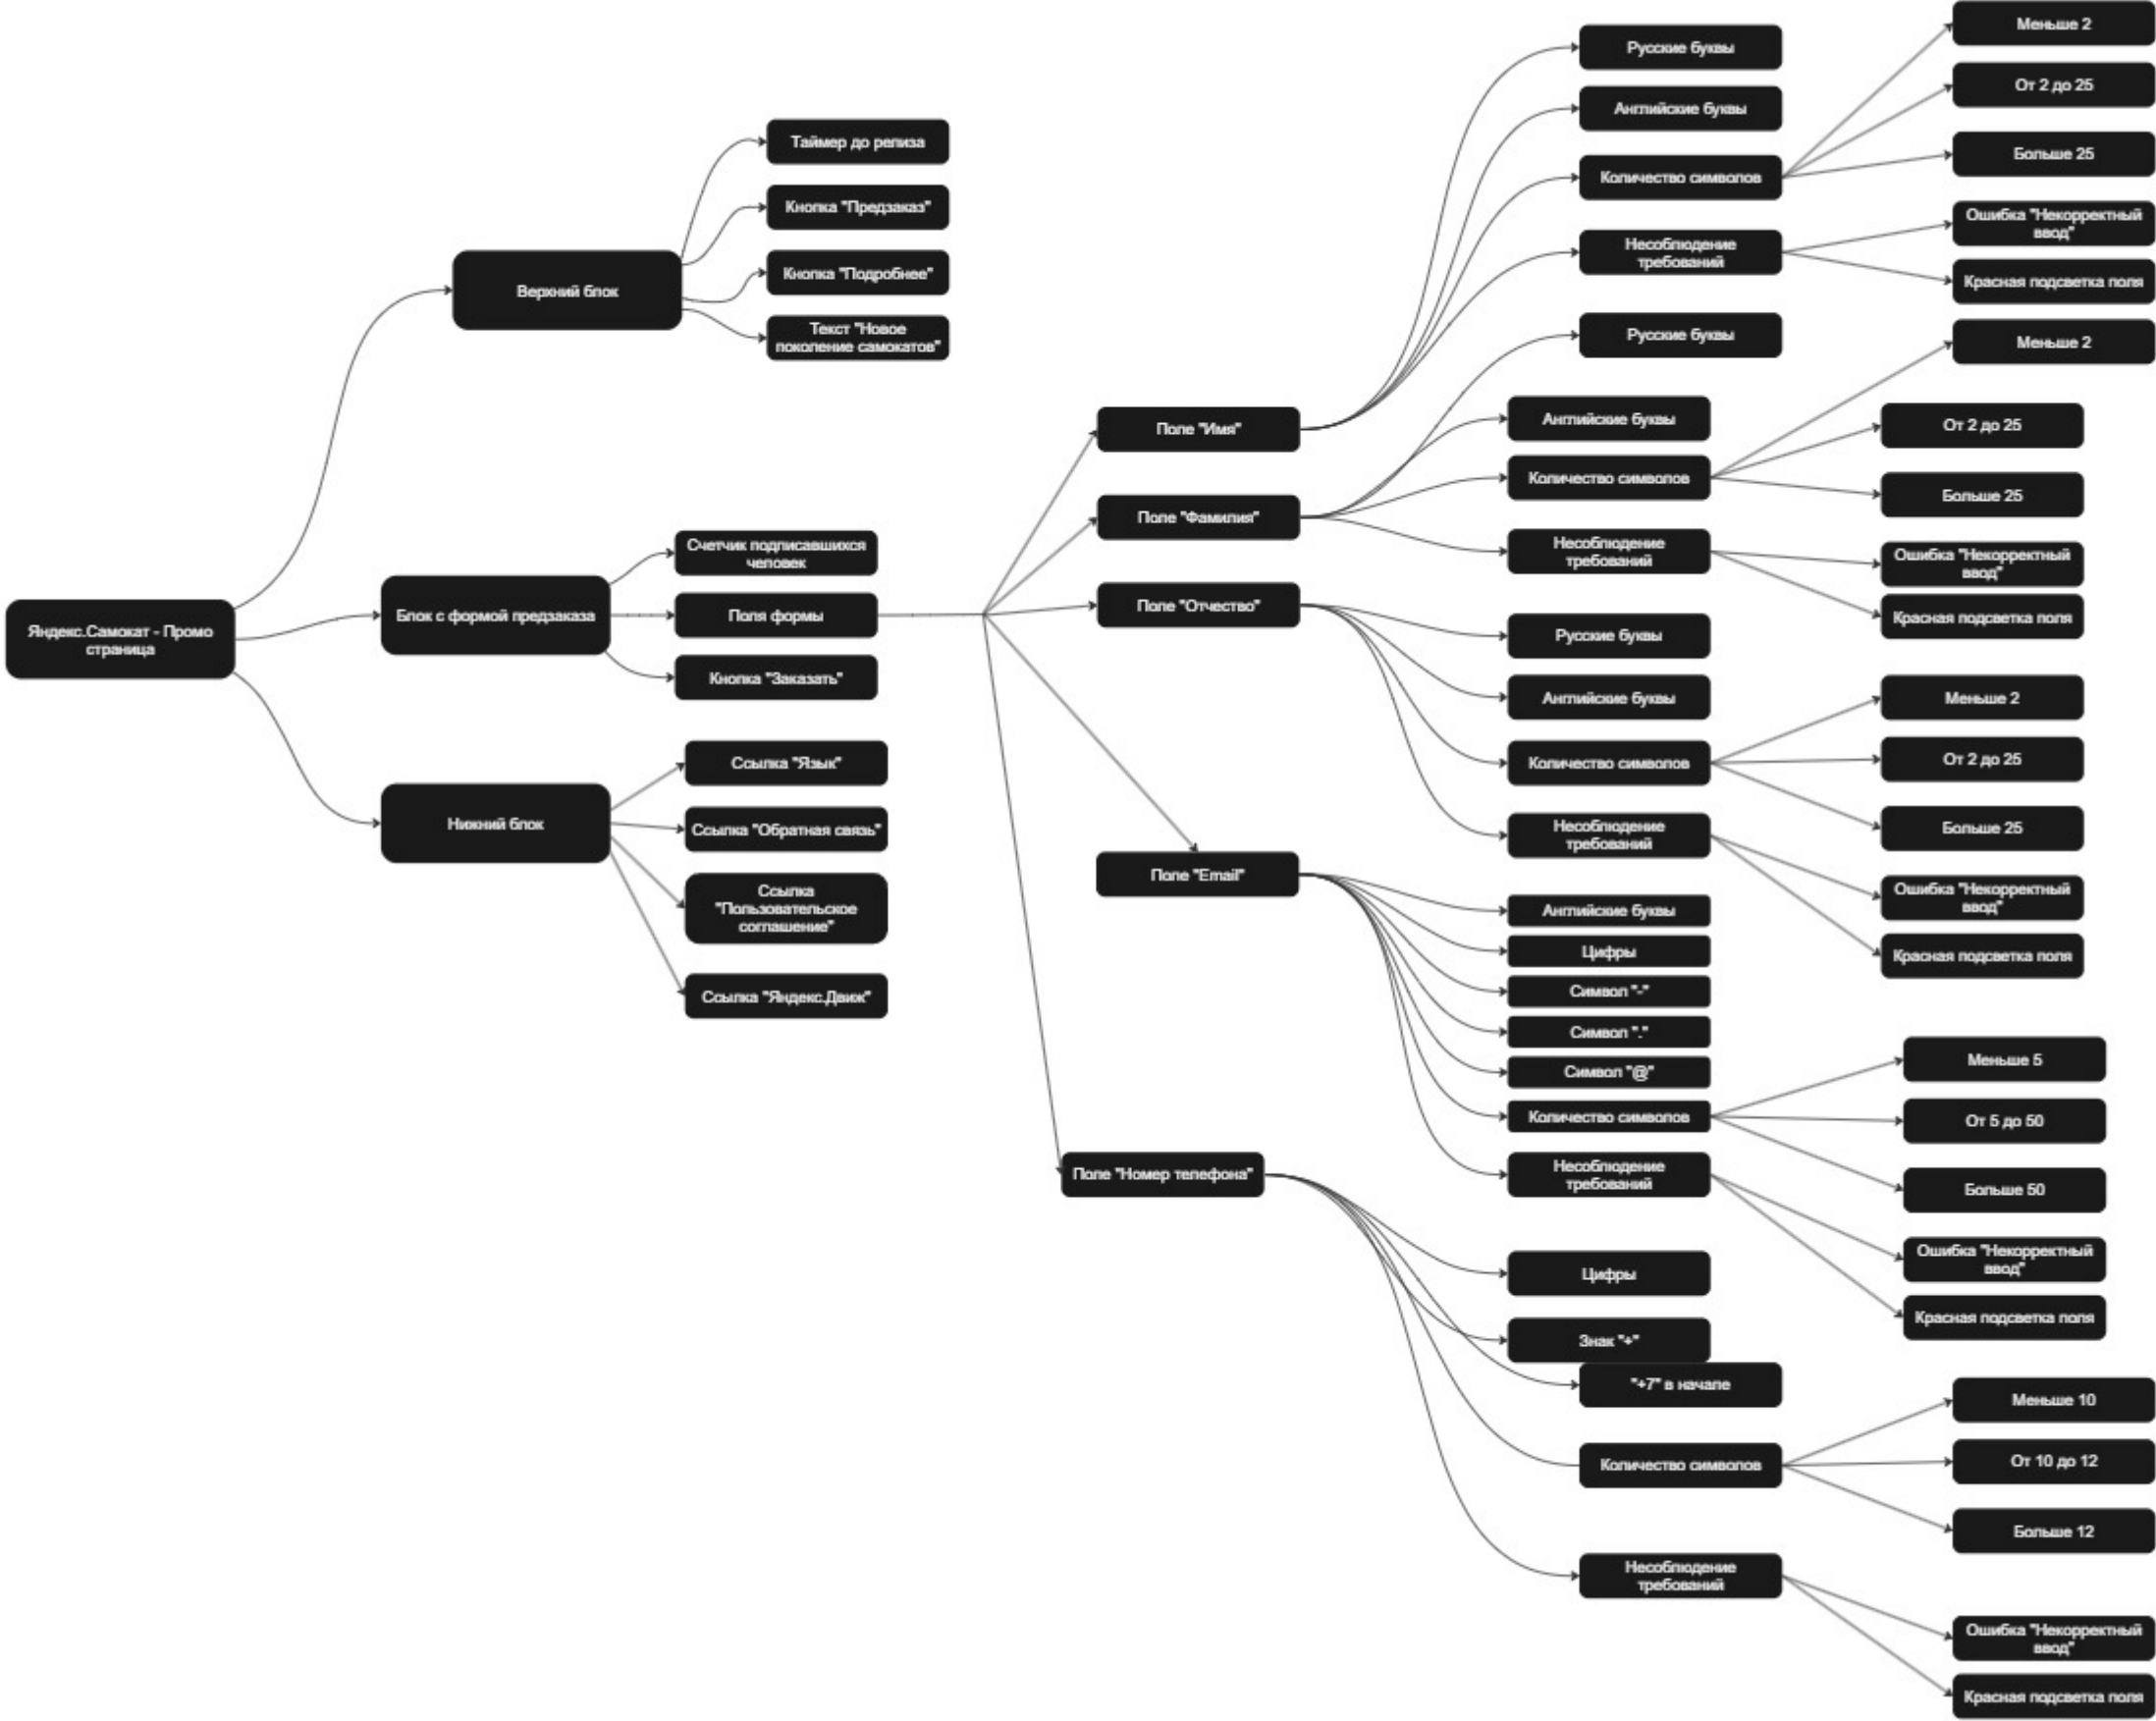 Яндекс.Самокат - Промо
страница
Верхний блок
Таймер до релиза
Кнопка "Предзаказ"
Кнопка "Подробнее"
Текст "Новое
поколение самокатов"
Блок с формой предзаказа
Счетчик подписавшихся
человек
Поля формы
Кнопка "Заказать"
Нижний блок
Ссылка "Язык"
Ссылка "Обратная связь"
Ссылка
"Пользовательское
соглашение"
Ссылка "Яндекс.Движ"
Поле "Имя"
Русские буквы
Английские буквы
Количество символов
Меньше 2
От 2 до 25
Больше 25
Несоблюдение
требований
Ошибка "Некорректный
ввод"
Красная подсветка поля
Поле "Фамилия"
Русские буквы
Английские буквы
Количество символов
Меньше 2
От 2 до 25
Больше 25
Несоблюдение
требований
Ошибка "Некорректный
ввод"
Красная подсветка поля
Поле "Отчество"
Русские буквы
Английские буквы
Количество символов
Меньше 2
От 2 до 25
Больше 25
Несоблюдение
требований
Ошибка "Некорректный
ввод"
Красная подсветка поля
Поле "Email"
Английские буквы
Цифры
Символ "-"
Символ "."
Символ "@"
Количество символов
Меньше 5
От 5 до 50
Больше 50
Несоблюдение
требований
Ошибка "Некорректный
ввод"
Красная подсветка поля
Поле "Номер телефона"
Цифры
Знак "+"
"+7" в начале
Количество символов
Меньше 10
От 10 до 12
Больше 12
Несоблюдение
требований
Ошибка "Некорректный
ввод"
Красная подсветка поля